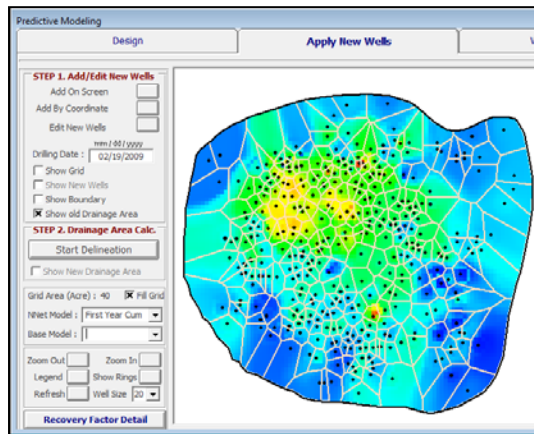 Predictive Modeling
Design
Apply New Wells
STEP 1. Add/Edit New Wells
Add On Screen
Add By Coordinate
Edit New Wells
mm / dd / yyyy
Drilling Date : 02/19/2009
Show Grid
Show New Wells
Show Boundary
Show old Drainage Area
STEP 2. Drainage Area Calc.
Start Delineation
Show New Drainage Area
Grid Area (Acre) : 40 Fill Grid
NNet Model : First Year Cum
Base Model :
Zoom Out Zoom In
Legend Show Rings
Refresh Well Size 20
Recovery Factor Detail